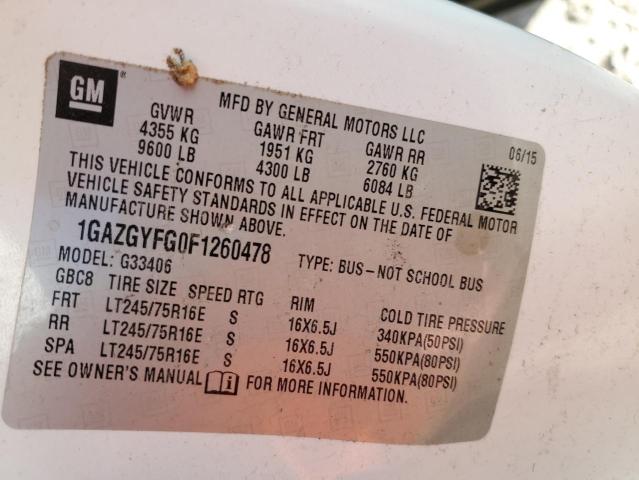 GM ®
MFD BY GENERAL MOTORS LLC
GVWR GAWR FRT GAWR RR 06/15
4355 KG 1951 KG 2760 KG
9600 LB 4300 LB 6084 LB
THIS VEHICLE CONFORMS TO ALL APPLICABLE U.S. FEDERAL MOTOR
VEHICLE SAFETY STANDARDS IN EFFECT ON THE DATE OF
MANUFACTURE SHOWN ABOVE.
1GAZGYFG0F1260478 TYPE: BUS–NOT SCHOOL BUS
MODEL: G33406
GBC8 TIRE SIZE SPEED RTG RIM COLD TIRE PRESSURE
FRT LT245/75R16E S 16X6.5J 340KPA(50PSI)
RR LT245/75R16E S 16X6.5J 550KPA(80PSI)
SPA LT245/75R16E S 16X6.5J 550KPA(80PSI)
SEE OWNER'S MANUAL i FOR MORE INFORMATION.